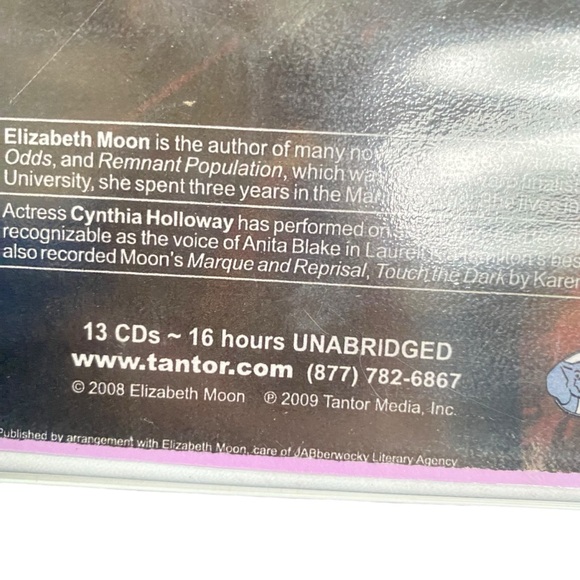 Elizabeth Moon is the author of many
Odds, and Remnant Population, which
University, she spent three years in the
Actress Cynthia Holloway has performed on
recognizable as the voice of Anita Blake in Laurell K. Hamilton's
also recorded Moon's Marque and Reprisal, Touch the Dark by Karen
13 CDs ~ 16 hours UNABRIDGED
www.tantor.com (877) 782-6867
© 2008 Elizabeth Moon ℗ 2009 Tantor Media, Inc.
Published by arrangement with Elizabeth Moon, care of JABberwocky Literary Agency